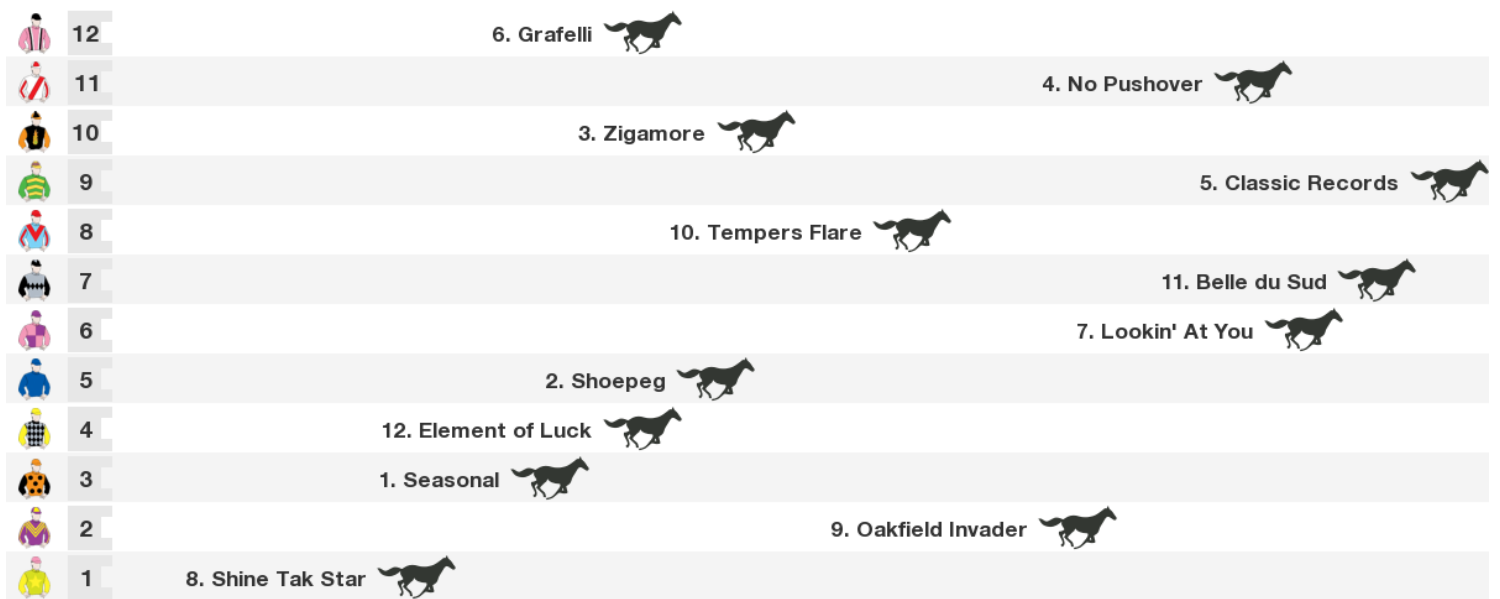 12 6. Grafelli
11 4. No Pushover
10 3. Zigamore
9 5. Classic Records
8 10. Tempers Flare
7 11. Belle du Sud
6 7. Lookin' At You
5 2. Shoepeg
4 12. Element of Luck
3 1. Seasonal
2 9. Oakfield Invader
1 8. Shine Tak Star